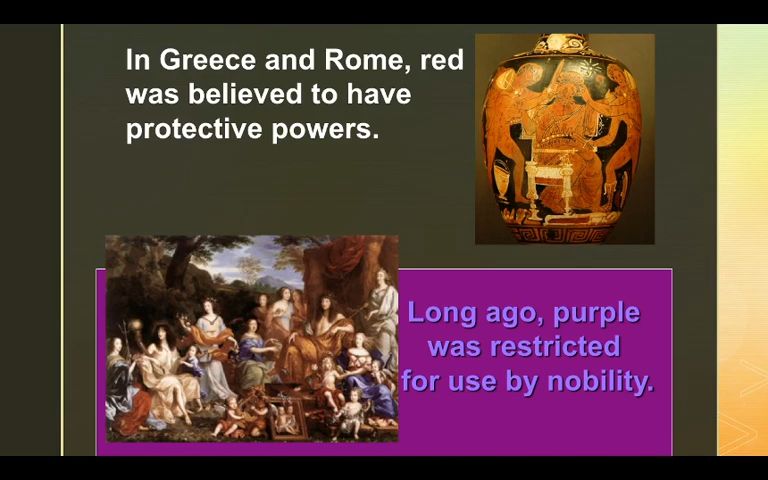 In Greece and Rome, red
was believed to have
protective powers.
Long ago, purple
was restricted
for use by nobility.